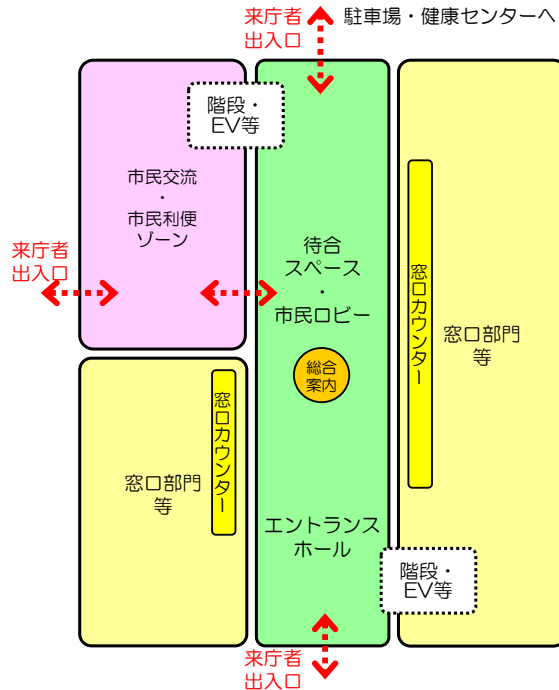 来庁者
出入口
駐車場・健康センターへ
階段・
EV等
市民交流
・
市民利便
ゾーン
来庁者
出入口
待合
スペース
・
市民ロビー
窓口カウンター
窓口部門
等
総合
案内
窓口カウンター
窓口部門
等
エントランス
ホール
階段・
EV等
来庁者
出入口